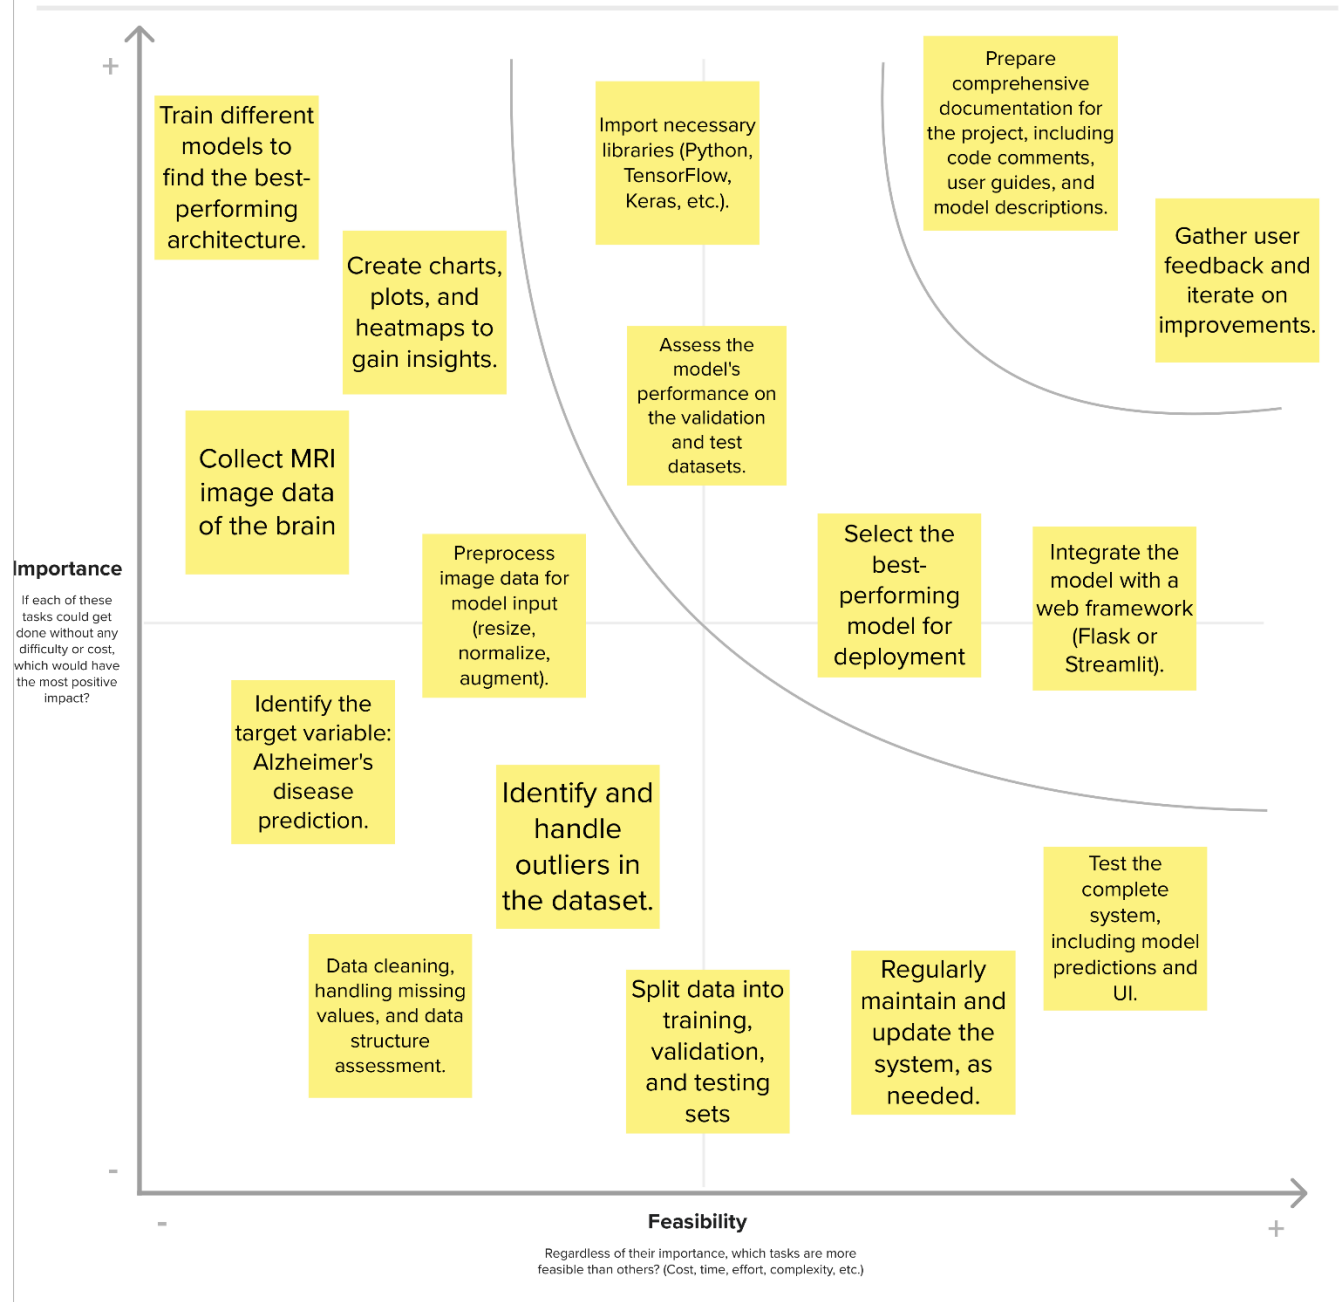 +
Train different
models to
find the best-
performing
architecture.
Create charts,
plots, and
heatmaps to
gain insights.
Import necessary
libraries (Python,
TensorFlow,
Keras, etc.).
Prepare
comprehensive
documentation for
the project, including
code comments,
user guides, and
model descriptions.
Gather user
feedback and
iterate on
improvements.
Assess the
model's
performance on
the validation
and test
datasets.
Collect MRI
image data
of the brain
Preprocess
image data for
model input
(resize,
normalize,
augment).
Select the
best-
performing
model for
deployment
Integrate the
model with a
web framework
(Flask or
Streamlit).
Importance
If each of these
tasks could get
done without any
difficulty or cost,
which would have
the most positive
impact?
Identify the
target variable:
Alzheimer's
disease
prediction.
Identify and
handle
outliers in
the dataset.
Test the
complete
system,
including model
predictions and
UI.
Data cleaning,
handling missing
values, and data
structure
assessment.
Split data into
training,
validation,
and testing
sets
Regularly
maintain and
update the
system, as
needed.
-
-
Feasibility
+
Regardless of their importance, which tasks are more
feasible than others? (Cost, time, effort, complexity, etc.)